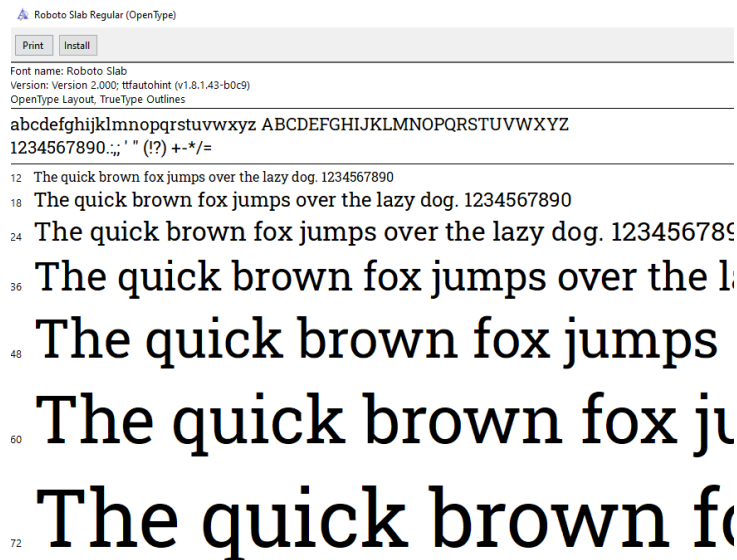 Roboto Slab Regular (OpenType)
Print Install
Font name: Roboto Slab
Version: Version 2.000; ttfautohint (v1.8.1.43-b0c9)
OpenType Layout, TrueType Outlines
abcdefghijklmnopqrstuvwxyz ABCDEFGHIJKLMNOPQRSTUVWXYZ
1234567890.:,; ' " (!?) +-*/=
12 The quick brown fox jumps over the lazy dog. 1234567890
18 The quick brown fox jumps over the lazy dog. 1234567890
24 The quick brown fox jumps over the lazy dog. 123456789
36 The quick brown fox jumps over the la
48 The quick brown fox jumps
60 The quick brown fox ju
72 The quick brown fo